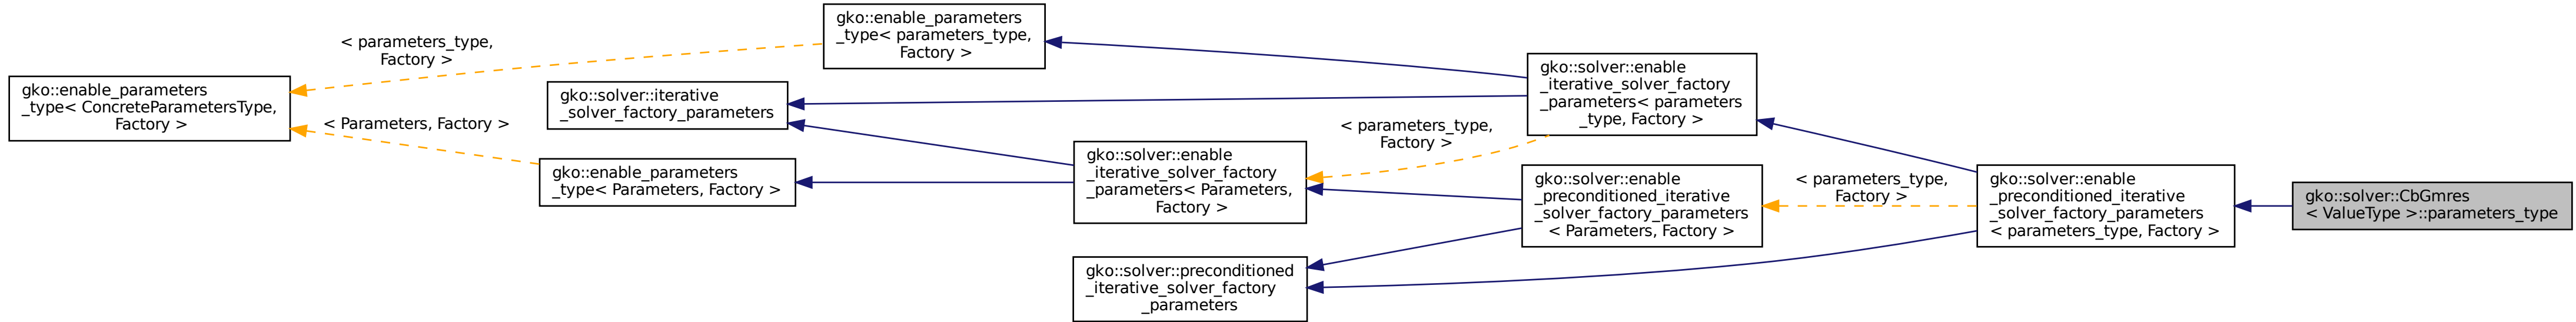 gko::enable_parameters
_type< ConcreteParametersType,
Factory >
< parameters_type,
Factory >
< Parameters, Factory >
gko::solver::iterative
_solver_factory_parameters
gko::enable_parameters
_type< Parameters, Factory >
gko::enable_parameters
_type< parameters_type,
Factory >
gko::solver::enable
_iterative_solver_factory
_parameters< Parameters,
Factory >
gko::solver::preconditioned
_iterative_solver_factory
_parameters
< parameters_type,
Factory >
gko::solver::enable
_iterative_solver_factory
_parameters< parameters
_type, Factory >
gko::solver::enable
_preconditioned_iterative
_solver_factory_parameters
< Parameters, Factory >
< parameters_type,
Factory >
gko::solver::enable
_preconditioned_iterative
_solver_factory_parameters
< parameters_type, Factory >
gko::solver::CbGmres
< ValueType >::parameters_type